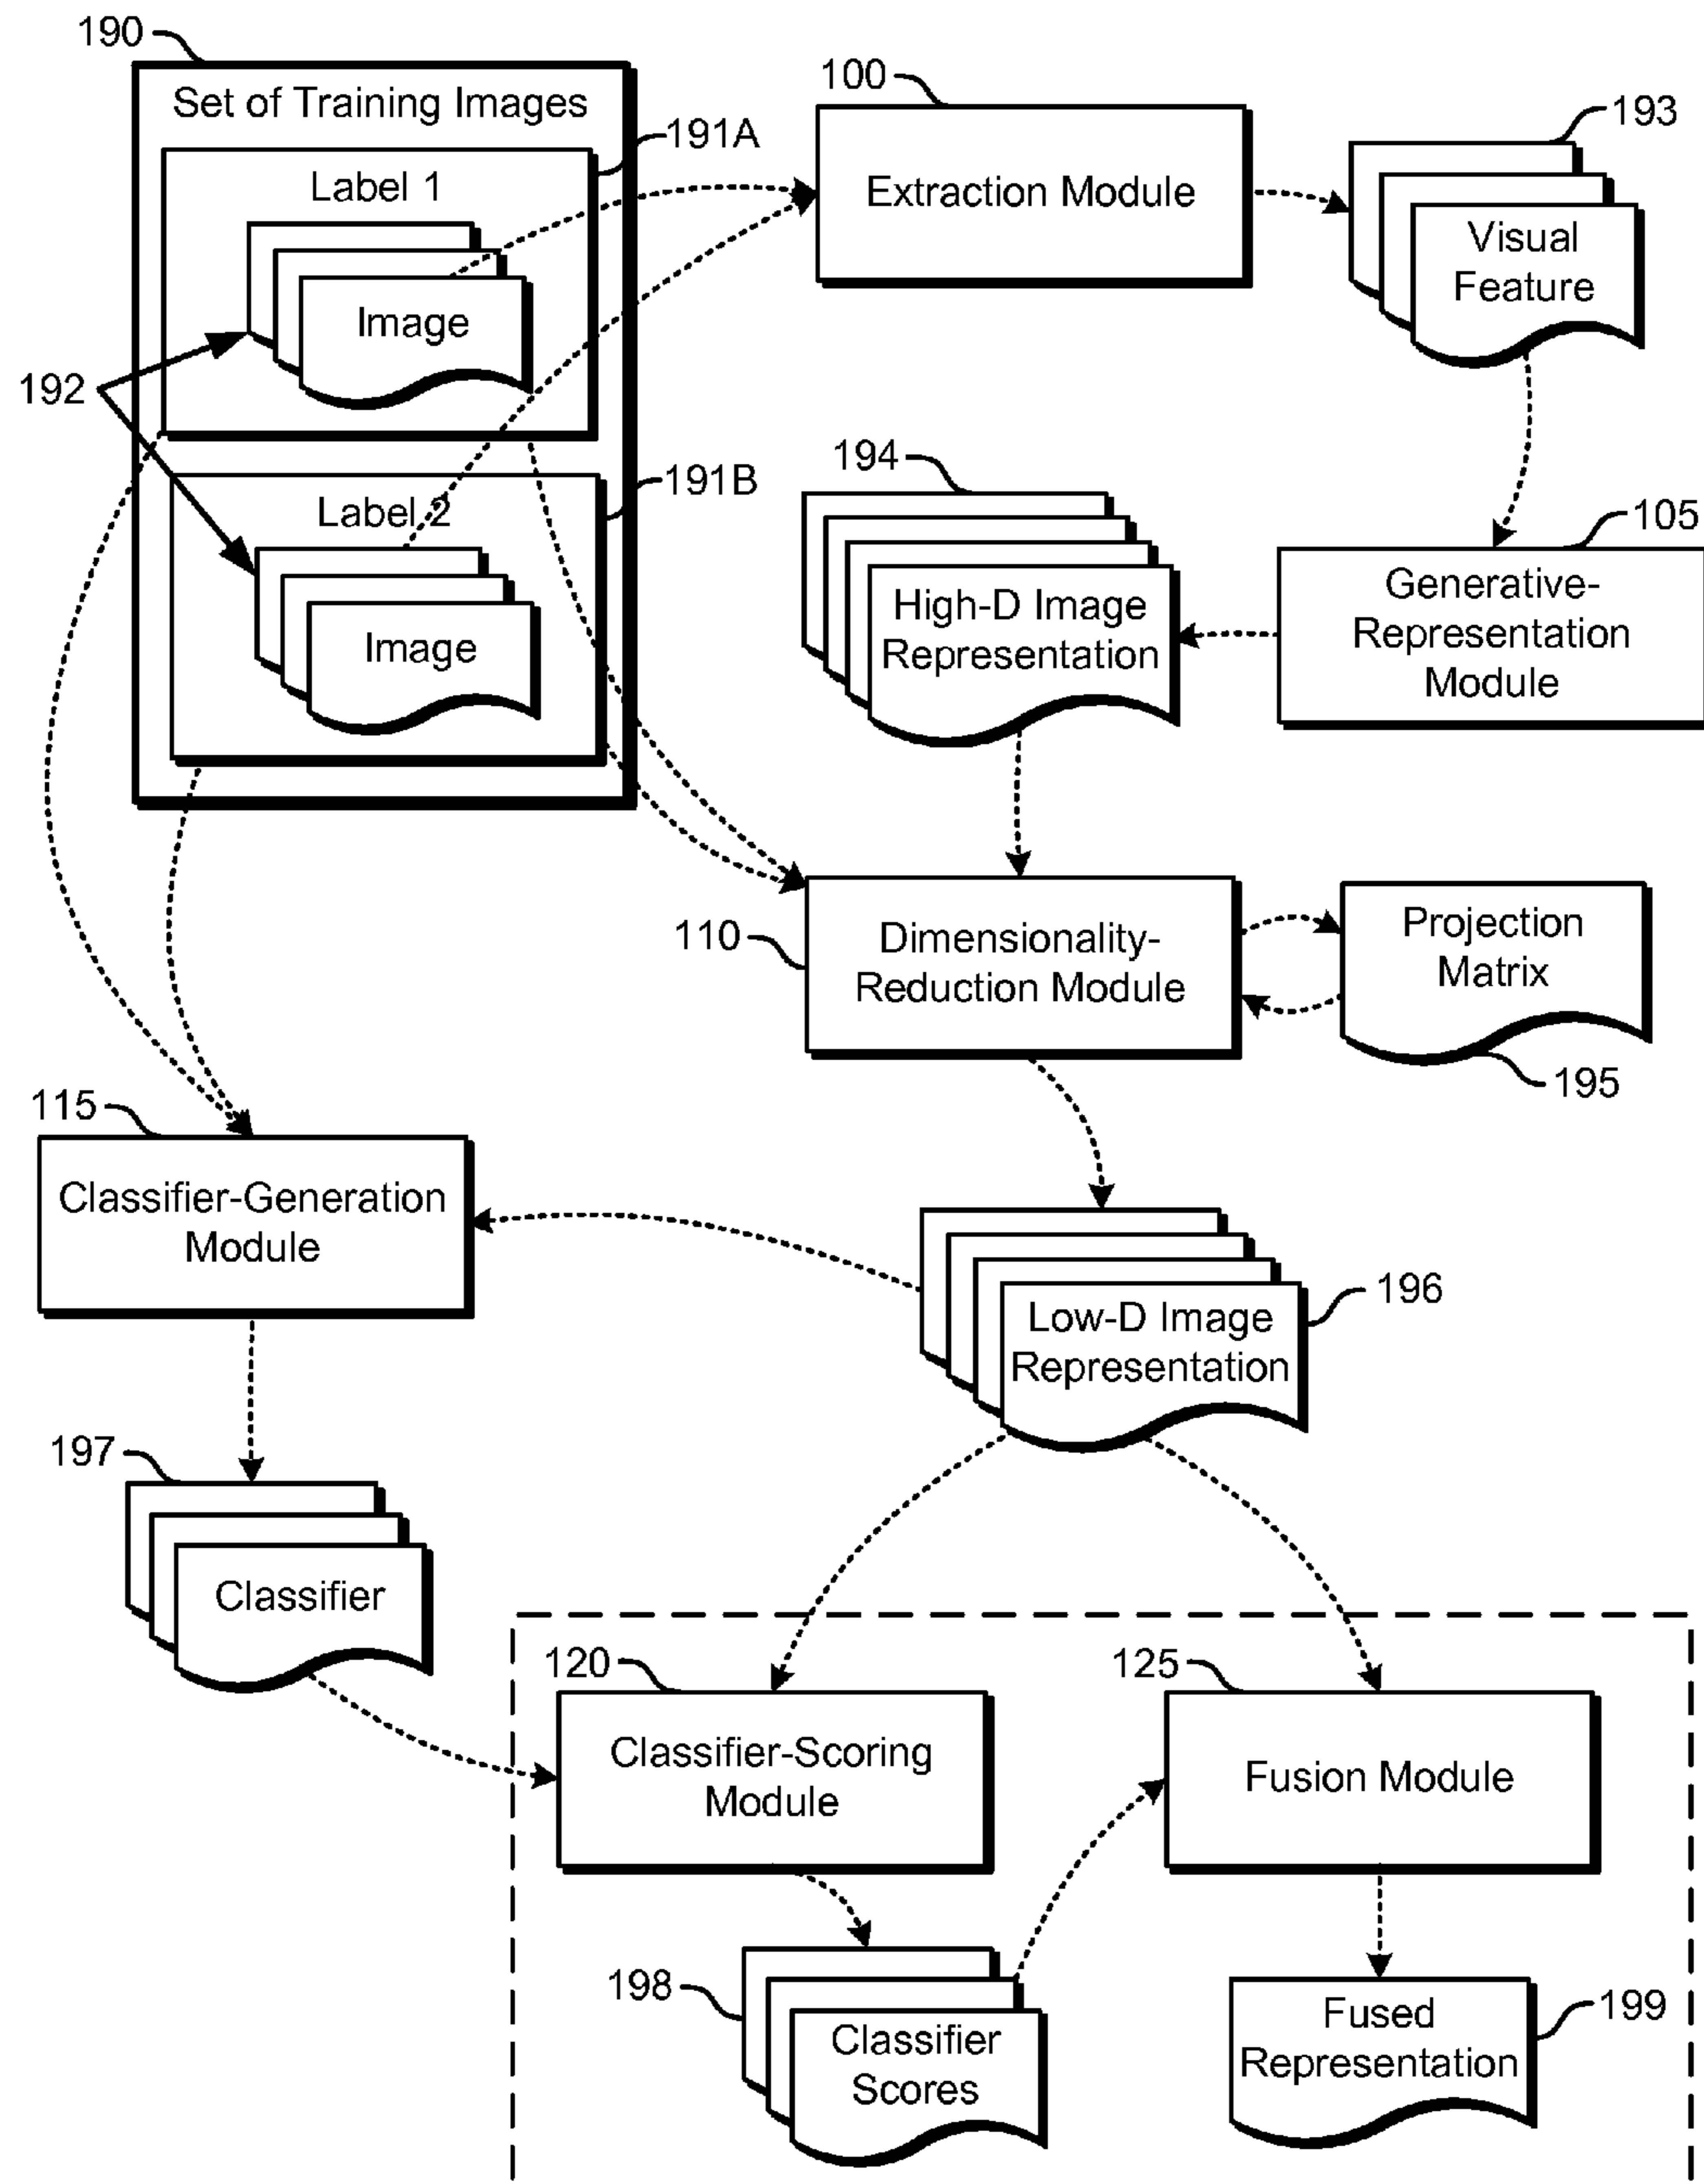 190
Set of Training Images
191A
Label 1
Image
192
191B
Label 2
Image
100
Extraction Module
193
Visual
Feature
194
High-D Image
Representation
105
Generative-
Representation
Module
110
Dimensionality-
Reduction Module
Projection
Matrix
195
115
Classifier-Generation
Module
196
Low-D Image
Representation
197
Classifier
120
Classifier-Scoring
Module
125
Fusion Module
198
Classifier
Scores
199
Fused
Representation